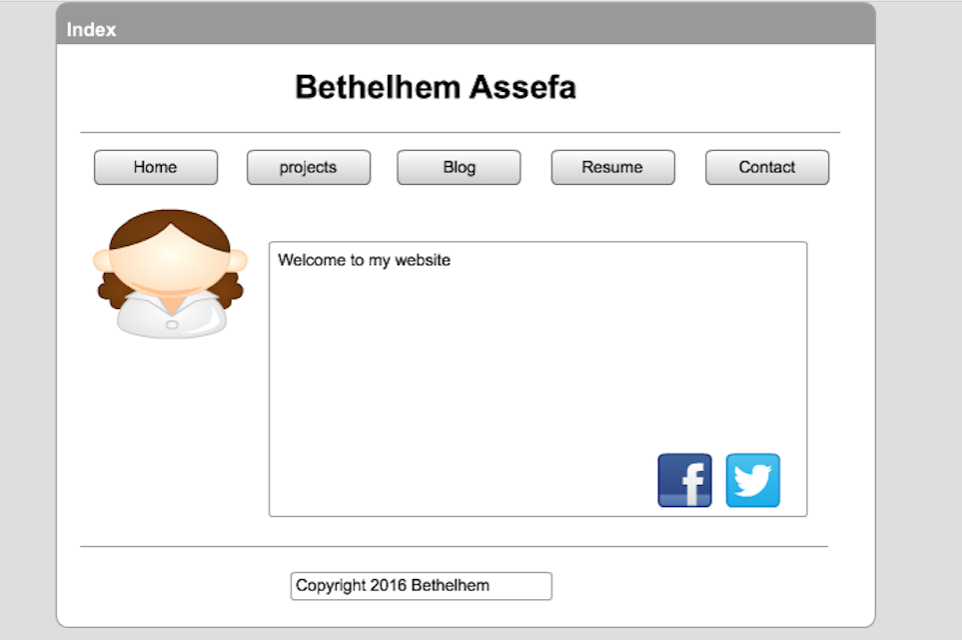 Index
Bethelhem Assefa
Home projects Blog Resume Contact
Welcome to my website
f
Copyright 2016 Bethelhem